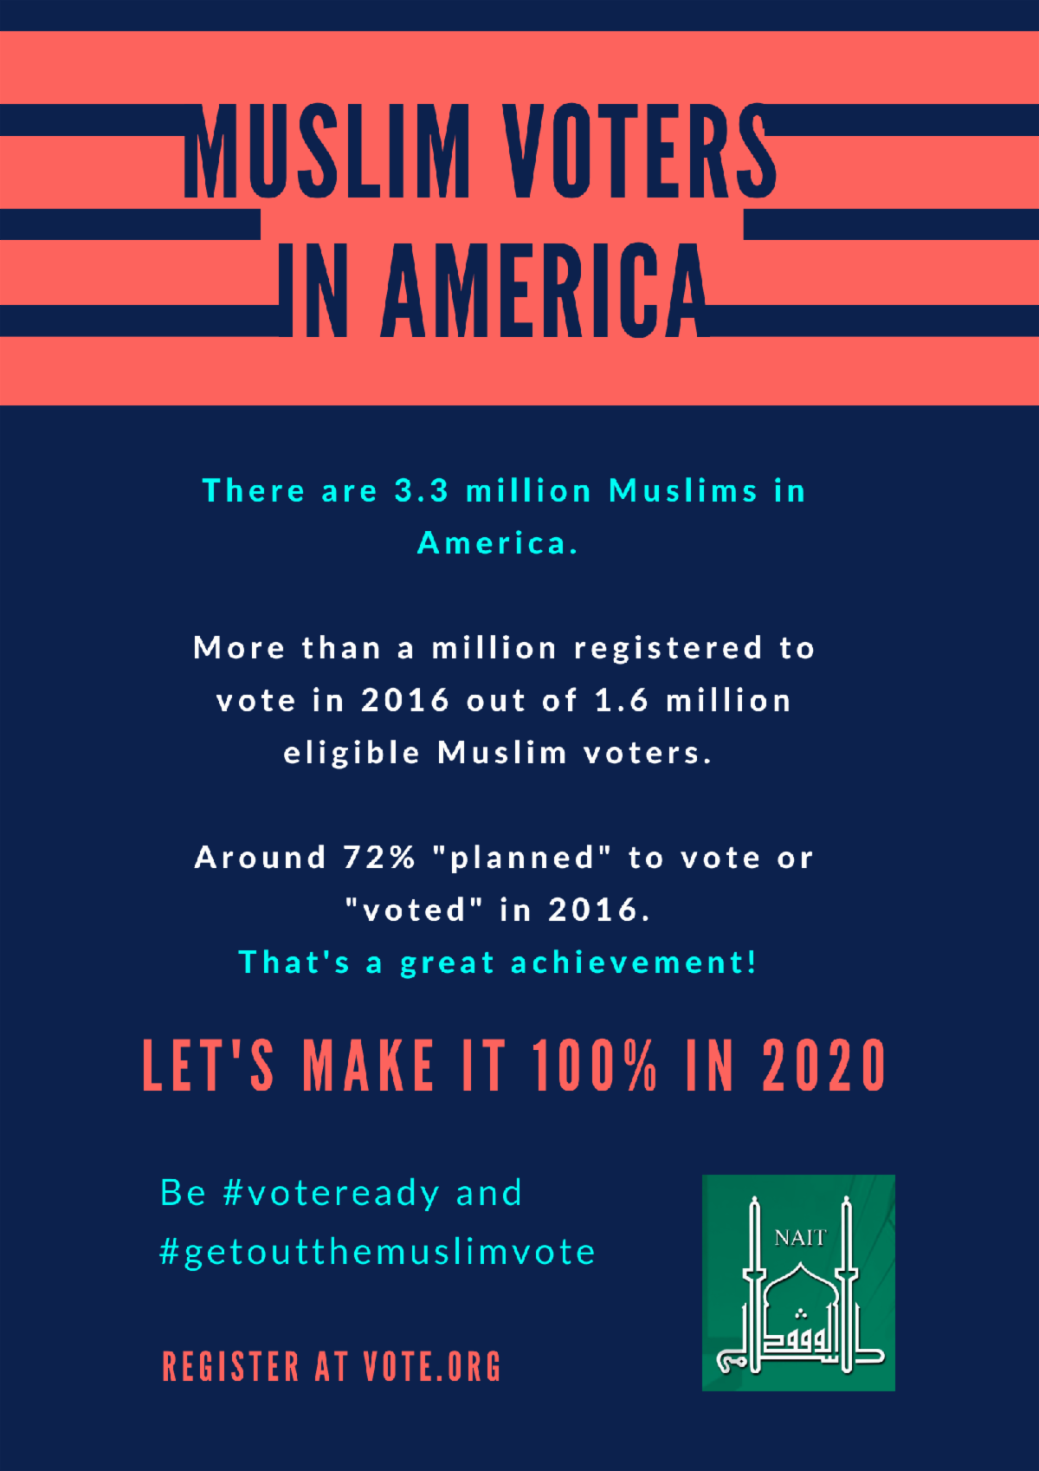 MUSLIM VOTERS
IN AMERICA
There are 3.3 million Muslims in
America.
More than a million registered to
vote in 2016 out of 1.6 million
eligible Muslim voters.
Around 72% "planned" to vote or
"voted" in 2016.
That's a great achievement!
LET'S MAKE IT 100% IN 2020
Be #voteready and
#getoutthemuslimvote
REGISTER AT VOTE.ORG
NAIT